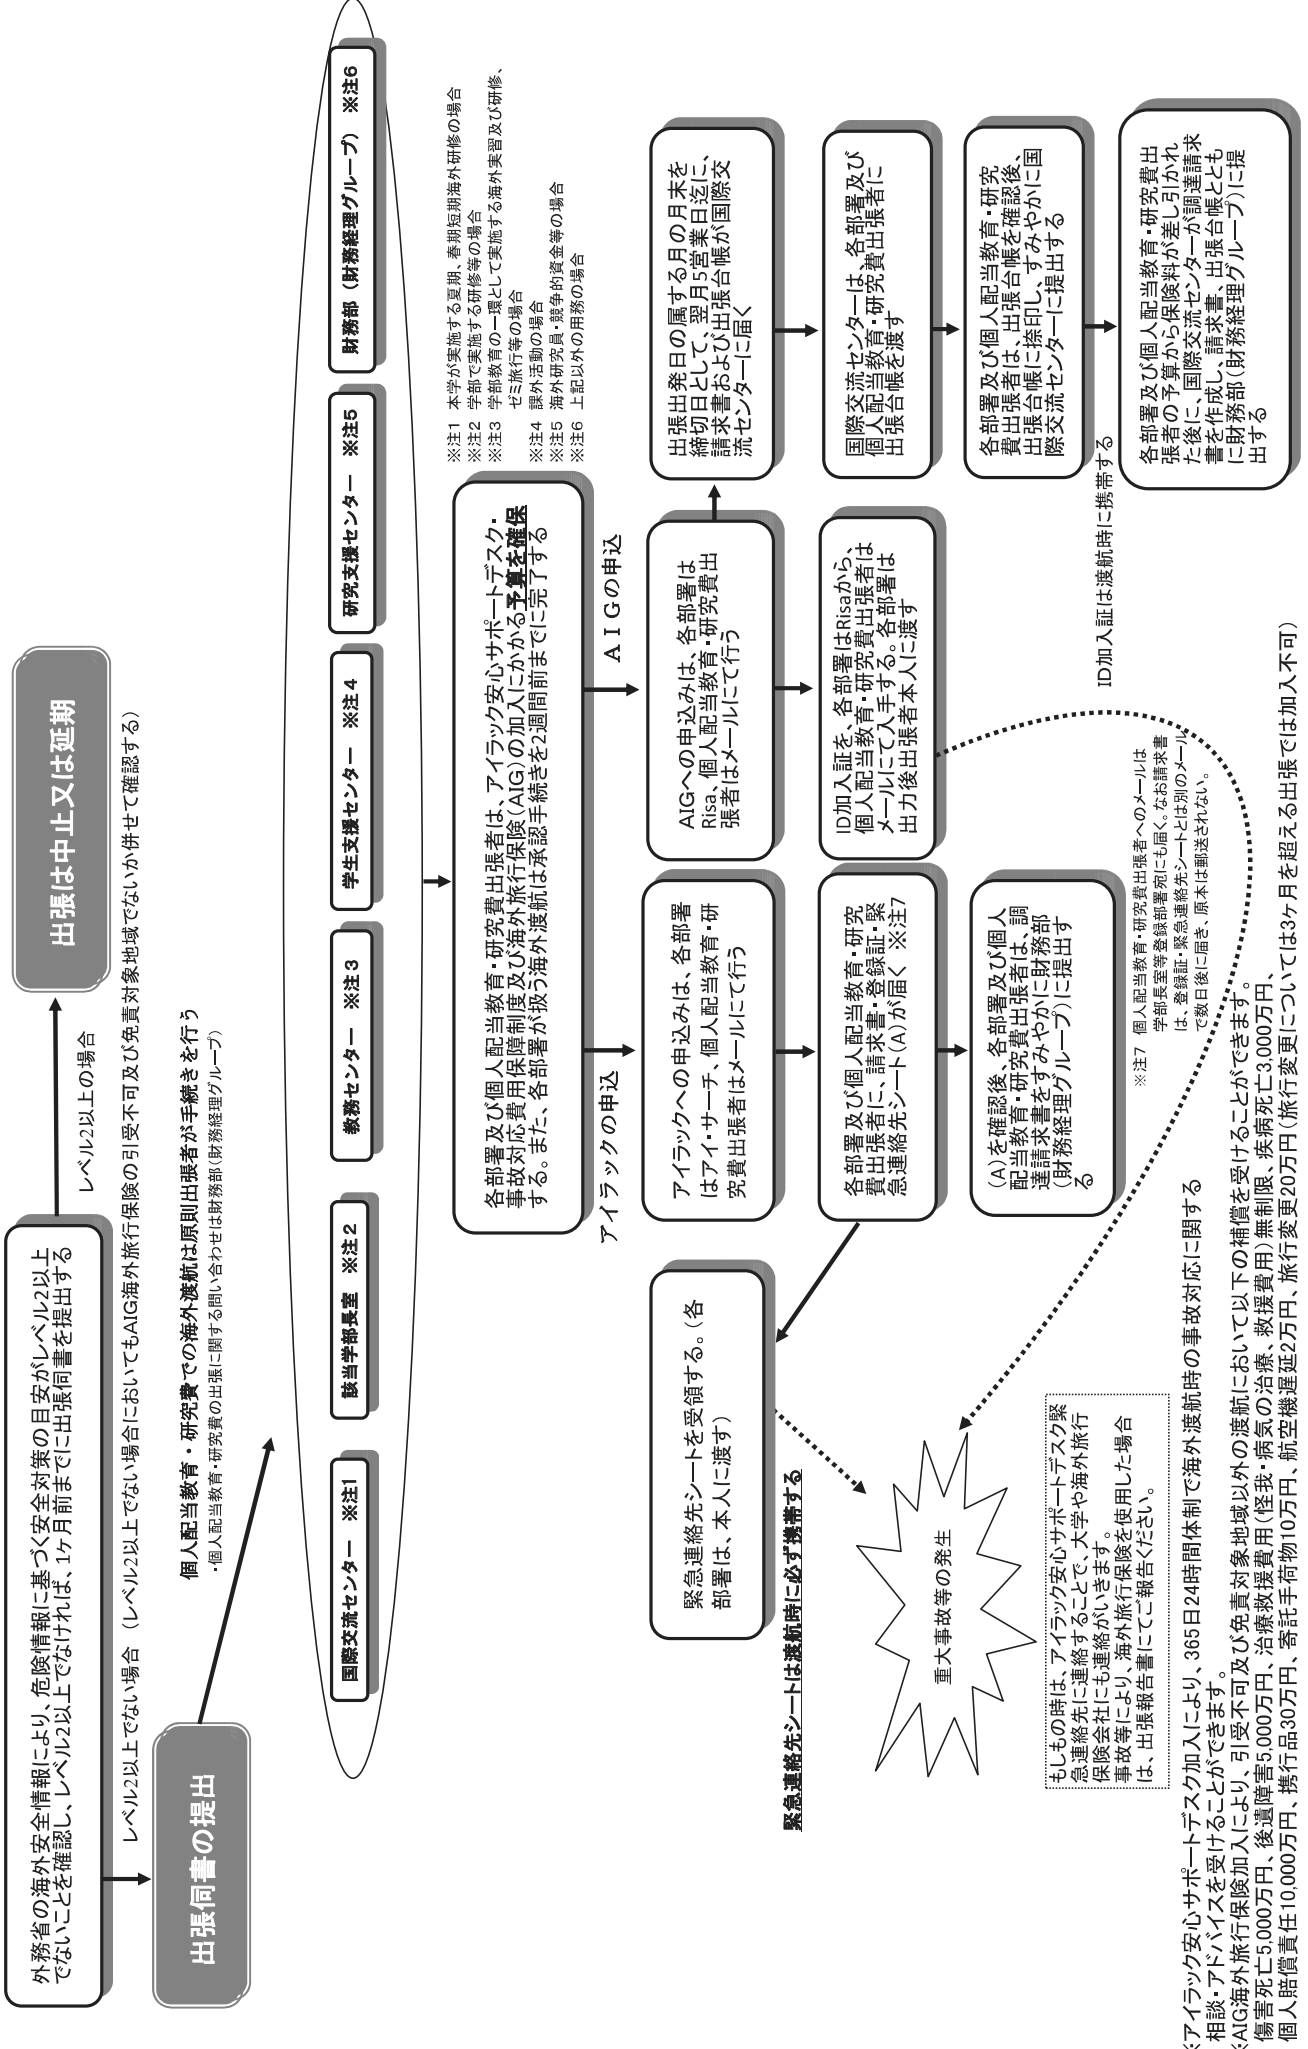 外務省の海外安全情報により、危険情報に基づく安全対策の目安がレベル2以上
でないことを確認し、レベル2以上でなければ、1ヶ月前までに出張伺書を提出する
レベル2以上の場合
出張は中止又は延期
レベル2以上でない場合 (レベル2以上でない場合においてもAIG海外旅行保険の引受不可及び免責対象地域でないか併せて確認する)
出張伺書の提出
個人配当教育・研究費での海外渡航は原則出張者が手続きを行う
・個人配当教育・研究費の出張に関する問い合わせは財務部(財務経理グループ)
国際交流センター ※注1
該当学部長室 ※注2
教務センター ※注3
学生支援センター ※注4
研究支援センター ※注5
財務部(財務経理グループ) ※注6
※注1 本学が実施する夏期、春期短期海外研修の場合
※注2 学部で実施する研修等の場合
※注3 学部教育の一環として実施する海外実習及び研修、
ゼミ旅行等の場合
※注4 課外活動の場合
※注5 海外研究員・競争的資金等の場合
※注6 上記以外の用務の場合
各部署及び個人配当教育・研究費出張者は、アイラック安心サポートデスク・
事故対応費用保障制度及び海外旅行保険(AIG)の加入にかかる予算を確保
する。また、各部署が扱う海外渡航は承認手続きを2週間前までに完了する
アイラックの申込
AIGの申込
アイラックへの申込みは、各部署
はアイ・サーチ、個人配当教育・研
究費出張者はメールにて行う
AIGへの申込みは、各部署は
Risa、個人配当教育・研究費出
張者はメールにて行う
出張出発日の属する月の月末を
締切日として、翌月5営業日迄に、
請求書および出張台帳が国際交
流センターに届く
緊急連絡先シートを受領する。(各
部署は、本人に渡す)
緊急連絡先シートは渡航時に必ず携帯する
各部署及び個人配当教育・研究
費出張者に、請求書・登録証・緊
急連絡先シート(A)が届く ※注7
ID加入証を、各部署はRisaから、
個人配当教育・研究費出張者は
メールにて入手する。各部署は
出力後出張者本人に渡す
国際交流センターは、各部署及び
個人配当教育・研究費出張者に
出張台帳を渡す
(A)を確認後、各部署及び個人
配当教育・研究費出張者は、調
達請求書をすみやかに財務部
(財務経理グループ)に提出す
る
各部署及び個人配当教育・研究
費出張者は、出張台帳を確認後、
出張台帳に捺印し、すみやかに国
際交流センターに提出する
ID加入証は渡航時に携帯する
各部署及び個人配当教育・研究費出
張者の予算から保険料が差し引かれ
た後に、国際交流センターが調達請求
書を作成し、請求書、出張台帳ととも
に財務部(財務経理グループ)に提
出する
※注7 個人配当教育・研究費出張者へのメールは
学部長室等登録部署宛にも届く。なお請求書
は、登録証・緊急連絡先シートとは別のメール
で数日後に届き、原本は郵送されない。
重大事故等の発生
もしもの時は、アイラック安心サポートデスク緊
急連絡先に連絡することで、大学や海外旅行
保険会社にも連絡がいきます。
事故等により、海外旅行保険を使用した場合
は、出張報告書にてご報告ください。
※アイラック安心サポートデスク加入により、365日24時間体制で海外渡航時の事故対応に関する
相談・アドバイスを受けることができます。
※AIG海外旅行保険加入により、引受不可及び免責対象地域以外の渡航において以下の補償を受けることができます。
傷害死亡5,000万円、後遺障害5,000万円、治療救援費用(怪我・病気の治療、救援費用)無制限、疾病死亡3,000万円、
個人賠償責任10,000万円、携行品30万円、寄託手荷物10万円、航空機遅延2万円、旅行変更20万円(旅行変更については3ヶ月を超える出張では加入不可)